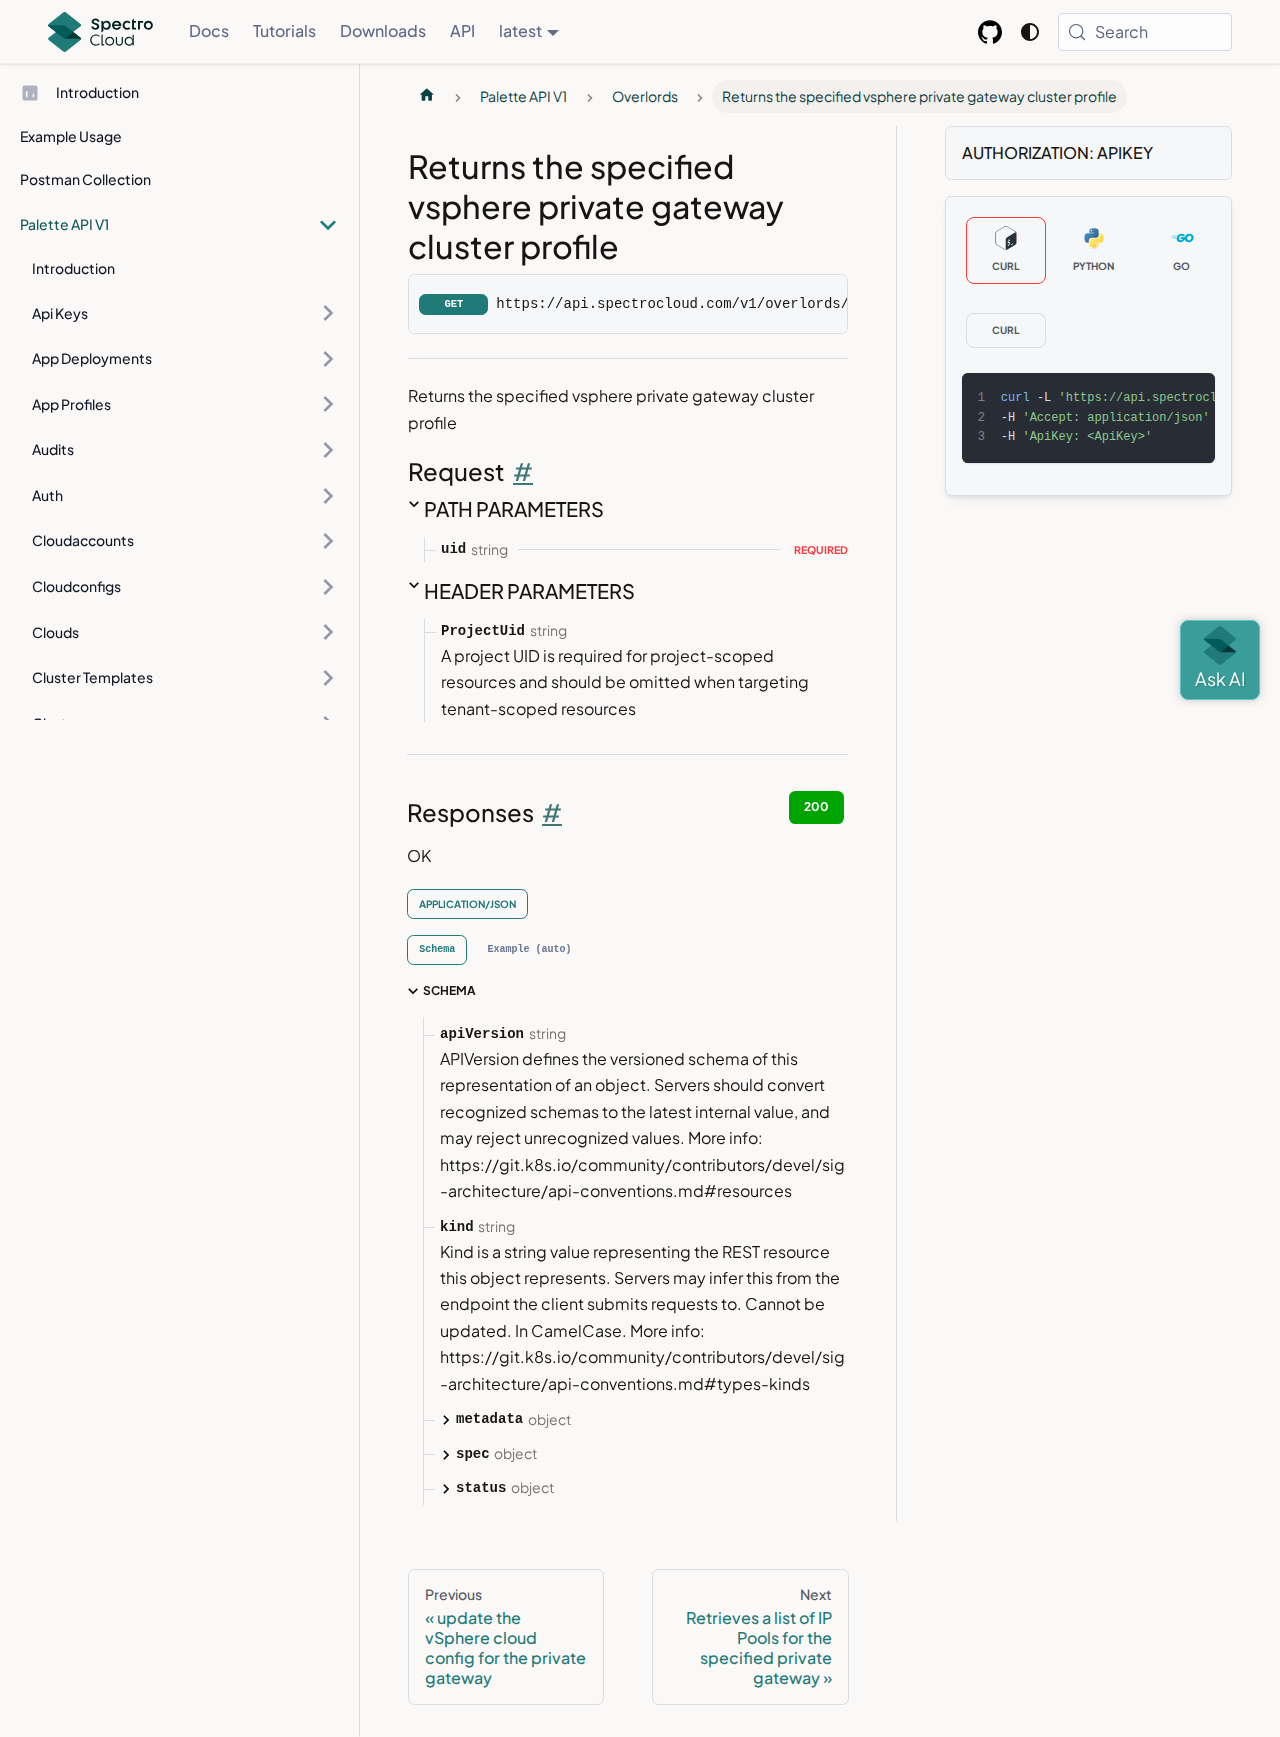 Spectro Cloud
Docs
Tutorials
Downloads
API
latest
Search
Introduction
Example Usage
Postman Collection
Palette API V1
Introduction
Api Keys
App Deployments
App Profiles
Audits
Auth
Cloudaccounts
Cloudconfigs
Clouds
Cluster Templates
Palette API V1
Overlords
Returns the specified vsphere private gateway cluster profile
Returns the specified
vsphere private gateway
cluster profile
GET
https://api.spectrocloud.com/v1/overlords/
Returns the specified vsphere private gateway cluster
profile
Request #
PATH PARAMETERS
uid string
REQUIRED
HEADER PARAMETERS
ProjectUid string
A project UID is required for project-scoped
resources and should be omitted when targeting
tenant-scoped resources
Responses #
200
OK
APPLICATION/JSON
Schema
Example (auto)
SCHEMA
apiVersion string
APIVersion defines the versioned schema of this
representation of an object. Servers should convert
recognized schemas to the latest internal value, and
may reject unrecognized values. More info:
https://git.k8s.io/community/contributors/devel/sig
-architecture/api-conventions.md#resources
kind string
Kind is a string value representing the REST resource
this object represents. Servers may infer this from the
endpoint the client submits requests to. Cannot be
updated. In CamelCase. More info:
https://git.k8s.io/community/contributors/devel/sig
-architecture/api-conventions.md#types-kinds
metadata object
spec object
status object
Previous
« update the
vSphere cloud
config for the private
gateway
Next
Retrieves a list of IP
Pools for the
specified private
gateway »
AUTHORIZATION: APIKEY
CURL
PYTHON
GO
GO
CURL
1 curl -L 'https://api.spectrocl
2 -H 'Accept: application/json'
3 -H 'ApiKey: <ApiKey>'
Ask AI